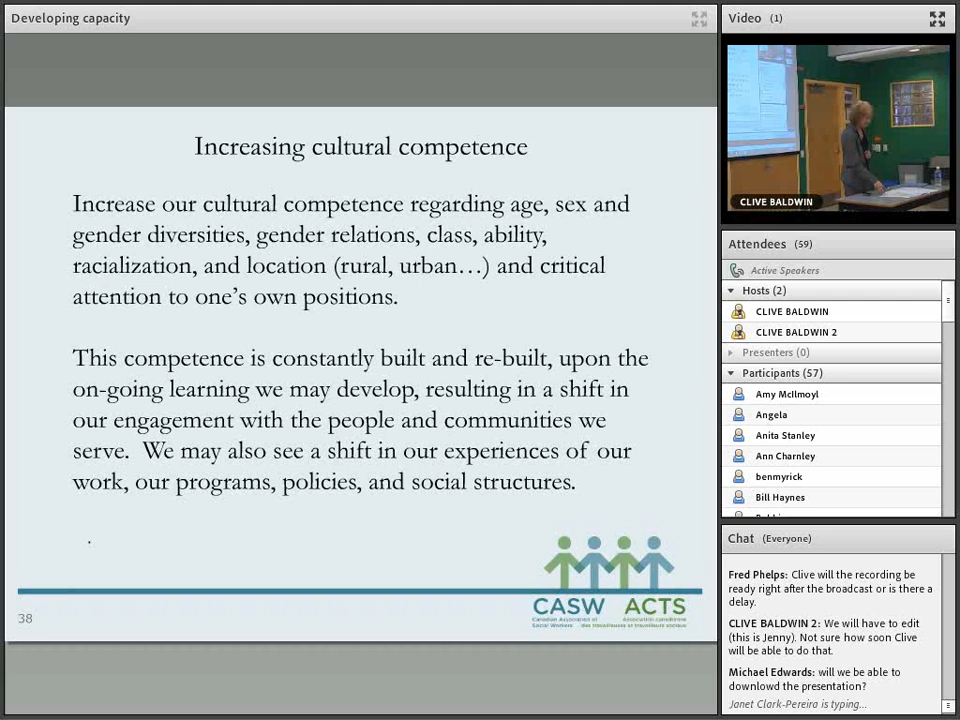 Developing capacity
Increasing cultural competence
Increase our cultural competence regarding age, sex and
gender diversities, gender relations, class, ability,
racialization, and location (rural, urban…) and critical
attention to one’s own positions.
This competence is constantly built and re-built, upon the
on-going learning we may develop, resulting in a shift in
our engagement with the people and communities we
serve.  We may also see a shift in our experiences of our
work, our programs, policies, and social structures.
.
38
CASW ACTS
Canadian Association of
Social Workers
Association canadienne
des travailleuses et travailleurs sociaux
Video (1)
CLIVE BALDWIN
Attendees (59)
Active Speakers
Hosts (2)
CLIVE BALDWIN
CLIVE BALDWIN 2
Presenters (0)
Participants (57)
Amy McIlmoyl
Angela
Anita Stanley
Ann Charnley
benmyrick
Bill Haynes
Chat (Everyone)
Fred Phelps: Clive will the recording be
ready right after the broadcast or is there a
delay.
CLIVE BALDWIN 2: We will have to edit
(this is Jenny). Not sure how soon Clive
will be able to do that.
Michael Edwards: will we be able to
downlowd the presentation?
Janet Clark-Pereira is typing...